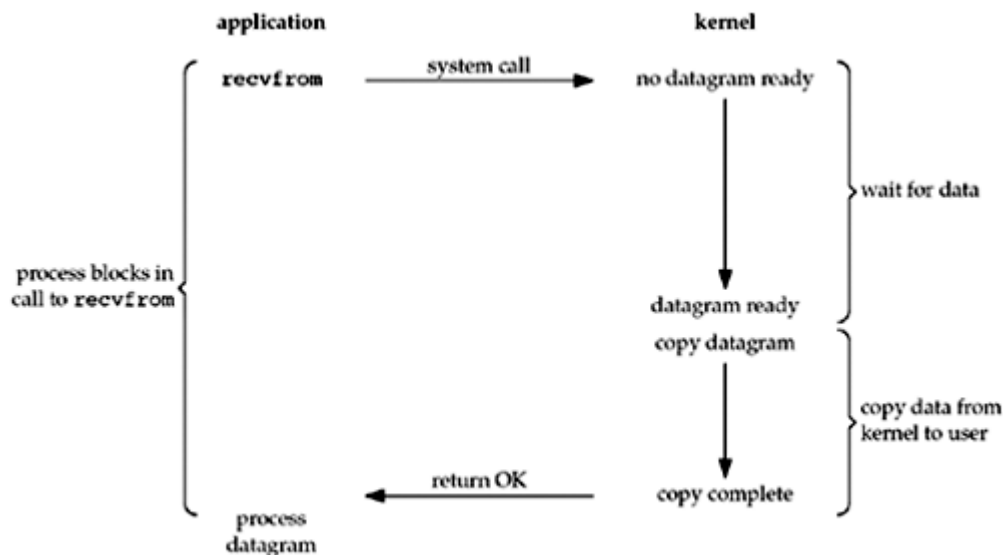 application
kernel
recvfrom
system call
no datagram ready
wait for data
process blocks in
call to recvfrom
datagram ready
copy datagram
copy data from
kernel to user
return OK
copy complete
process
datagram